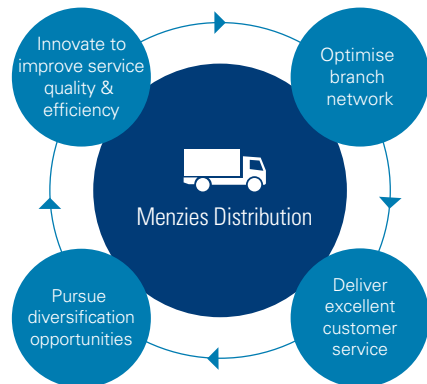 Innovate to
improve service
quality &
efficiency
Optimise
branch
network
Menzies Distribution
Pursue
diversification
opportunities
Deliver
excellent
customer
service